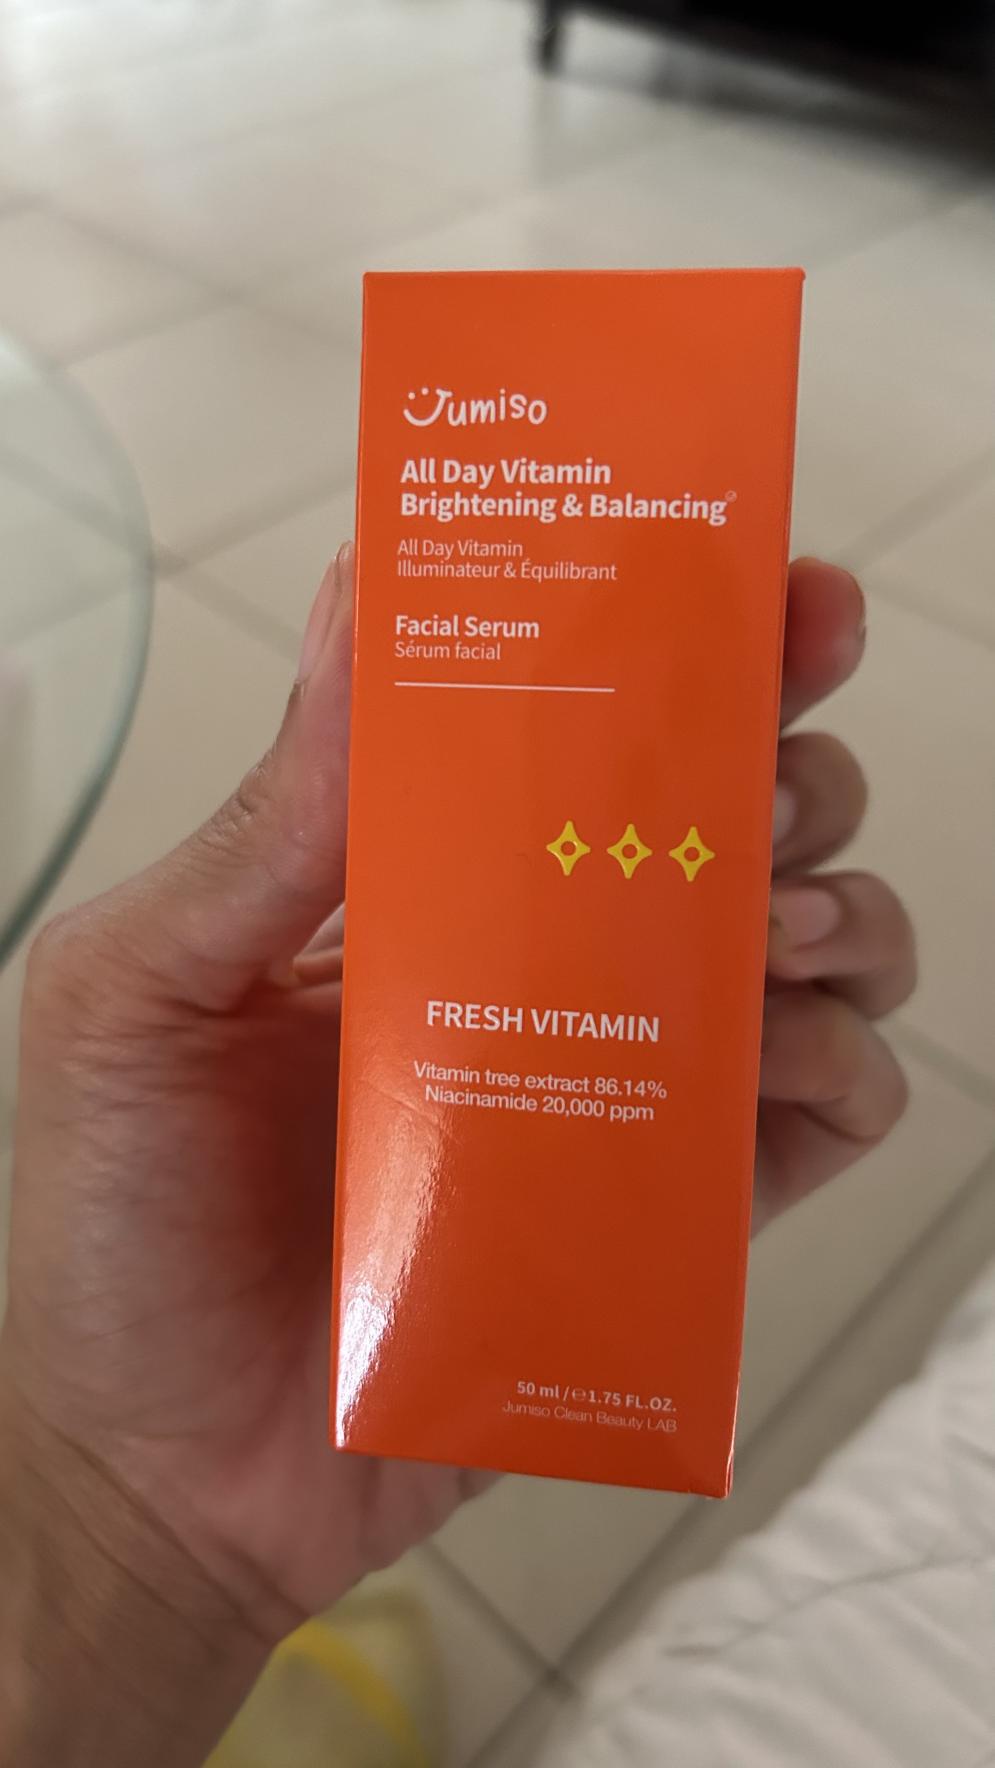 Jumiso
All Day Vitamin
Brightening & Balancing
All Day Vitamin
Illuminateur & Équilibrant
Facial Serum
Sérum facial
FRESH VITAMIN
Vitamin tree extract 86.14%
Niacinamide 20,000 ppm
50 ml / ℮ 1.75 FL.OZ.
Jumiso Clean Beauty LAB